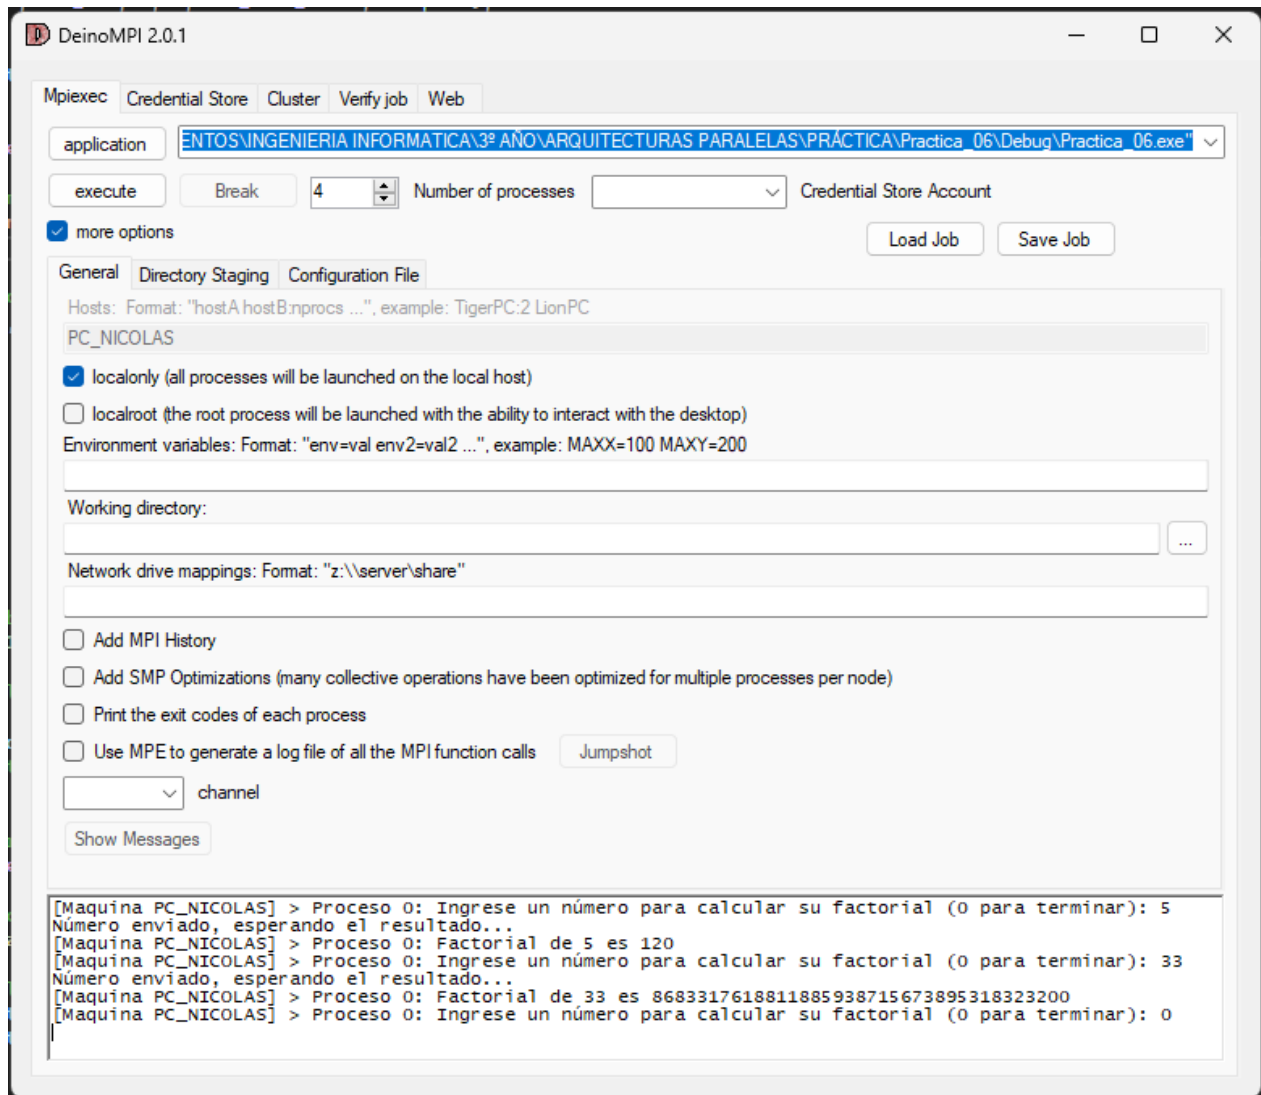 DeinoMPI 2.0.1
Mpiexec Credential Store Cluster Verify job Web
application ENTOS\INGENIERIA INFORMATICA\3º AÑO\ARQUITECTURAS PARALELAS\PRÁCTICA\Practica_06\Debug\Practica_06.exe"
execute Break 4 Number of processes Credential Store Account
more options Load Job Save Job
General Directory Staging Configuration File
Hosts: Format: "hostA hostB:nprocs ...", example: TigerPC:2 LionPC
PC_NICOLAS
localonly (all processes will be launched on the local host)
localroot (the root process will be launched with the ability to interact with the desktop)
Environment variables: Format: "env=val env2=val2 ...", example: MAXX=100 MAXY=200
Working directory:
...
Network drive mappings: Format: "z:\\server\share"
Add MPI History
Add SMP Optimizations (many collective operations have been optimized for multiple processes per node)
Print the exit codes of each process
Use MPE to generate a log file of all the MPI function calls Jumpshot
channel
Show Messages
[Maquina PC_NICOLAS] > Proceso 0: Ingrese un número para calcular su factorial (0 para terminar): 5
Número enviado, esperando el resultado...
[Maquina PC_NICOLAS] > Proceso 0: Factorial de 5 es 120
[Maquina PC_NICOLAS] > Proceso 0: Ingrese un número para calcular su factorial (0 para terminar): 33
Número enviado, esperando el resultado...
[Maquina PC_NICOLAS] > Proceso 0: Factorial de 33 es 8683317618811885938715673895318323200
[Maquina PC_NICOLAS] > Proceso 0: Ingrese un número para calcular su factorial (0 para terminar): 0